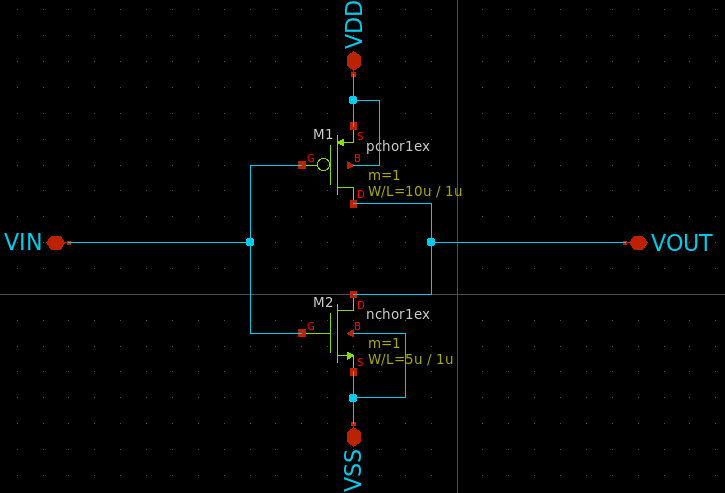 VDD
M1
S
pchor1ex
G
B
m=1
W/L=10u / 1u
D
VIN
VOUT
M2
D
nchor1ex
G
B
m=1
W/L=5u / 1u
S
VSS